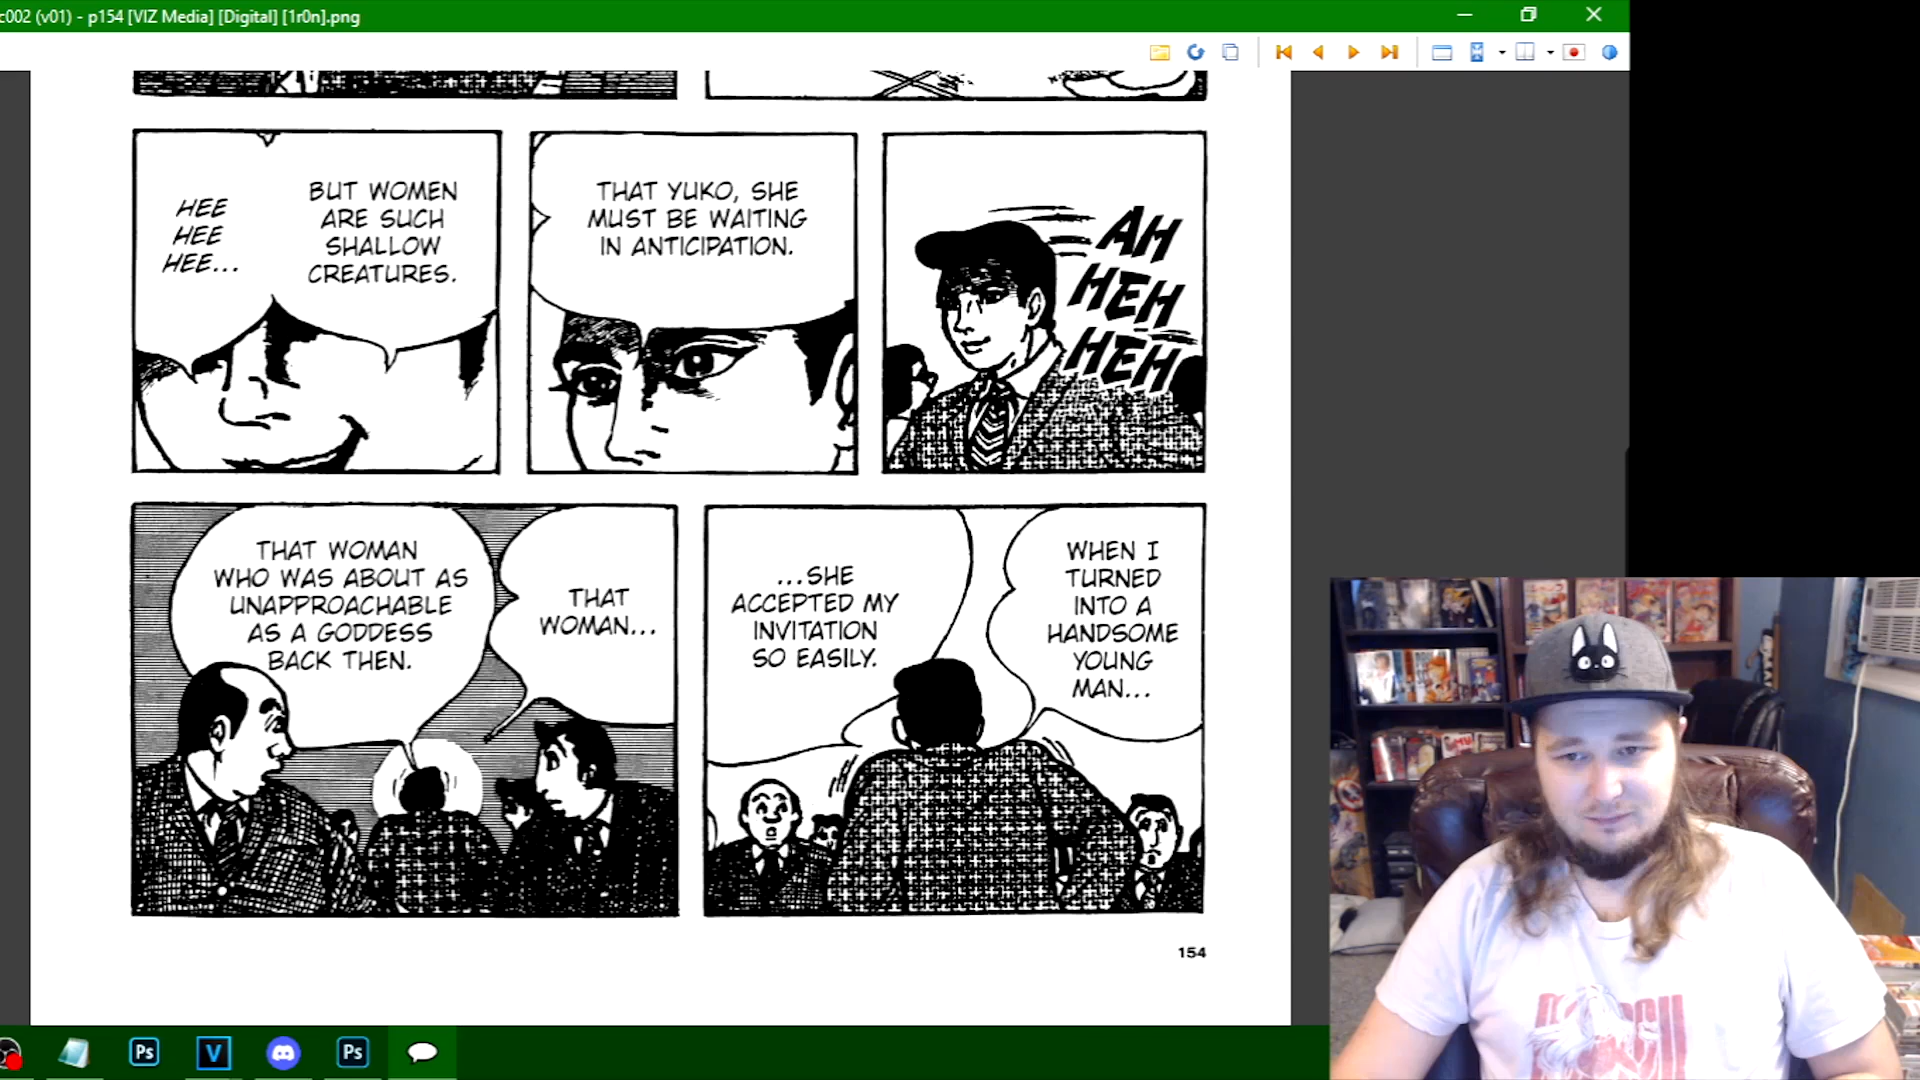 c002 (v01) - p154 [VIZ Media] [Digital] [1r0n].png
AH
HEH
HEH
THAT YUKO, SHE
MUST BE WAITING
IN ANTICIPATION.
BUT WOMEN
ARE SUCH
SHALLOW
CREATURES.
HEE
HEE
HEE...
WHEN I
TURNED
INTO A
HANDSOME
YOUNG
MAN...
...SHE
ACCEPTED MY
INVITATION
SO EASILY.
THAT
WOMAN...
THAT WOMAN
WHO WAS ABOUT AS
UNAPPROACHABLE
AS A GODDESS
BACK THEN.
154
Ps
V
Ps